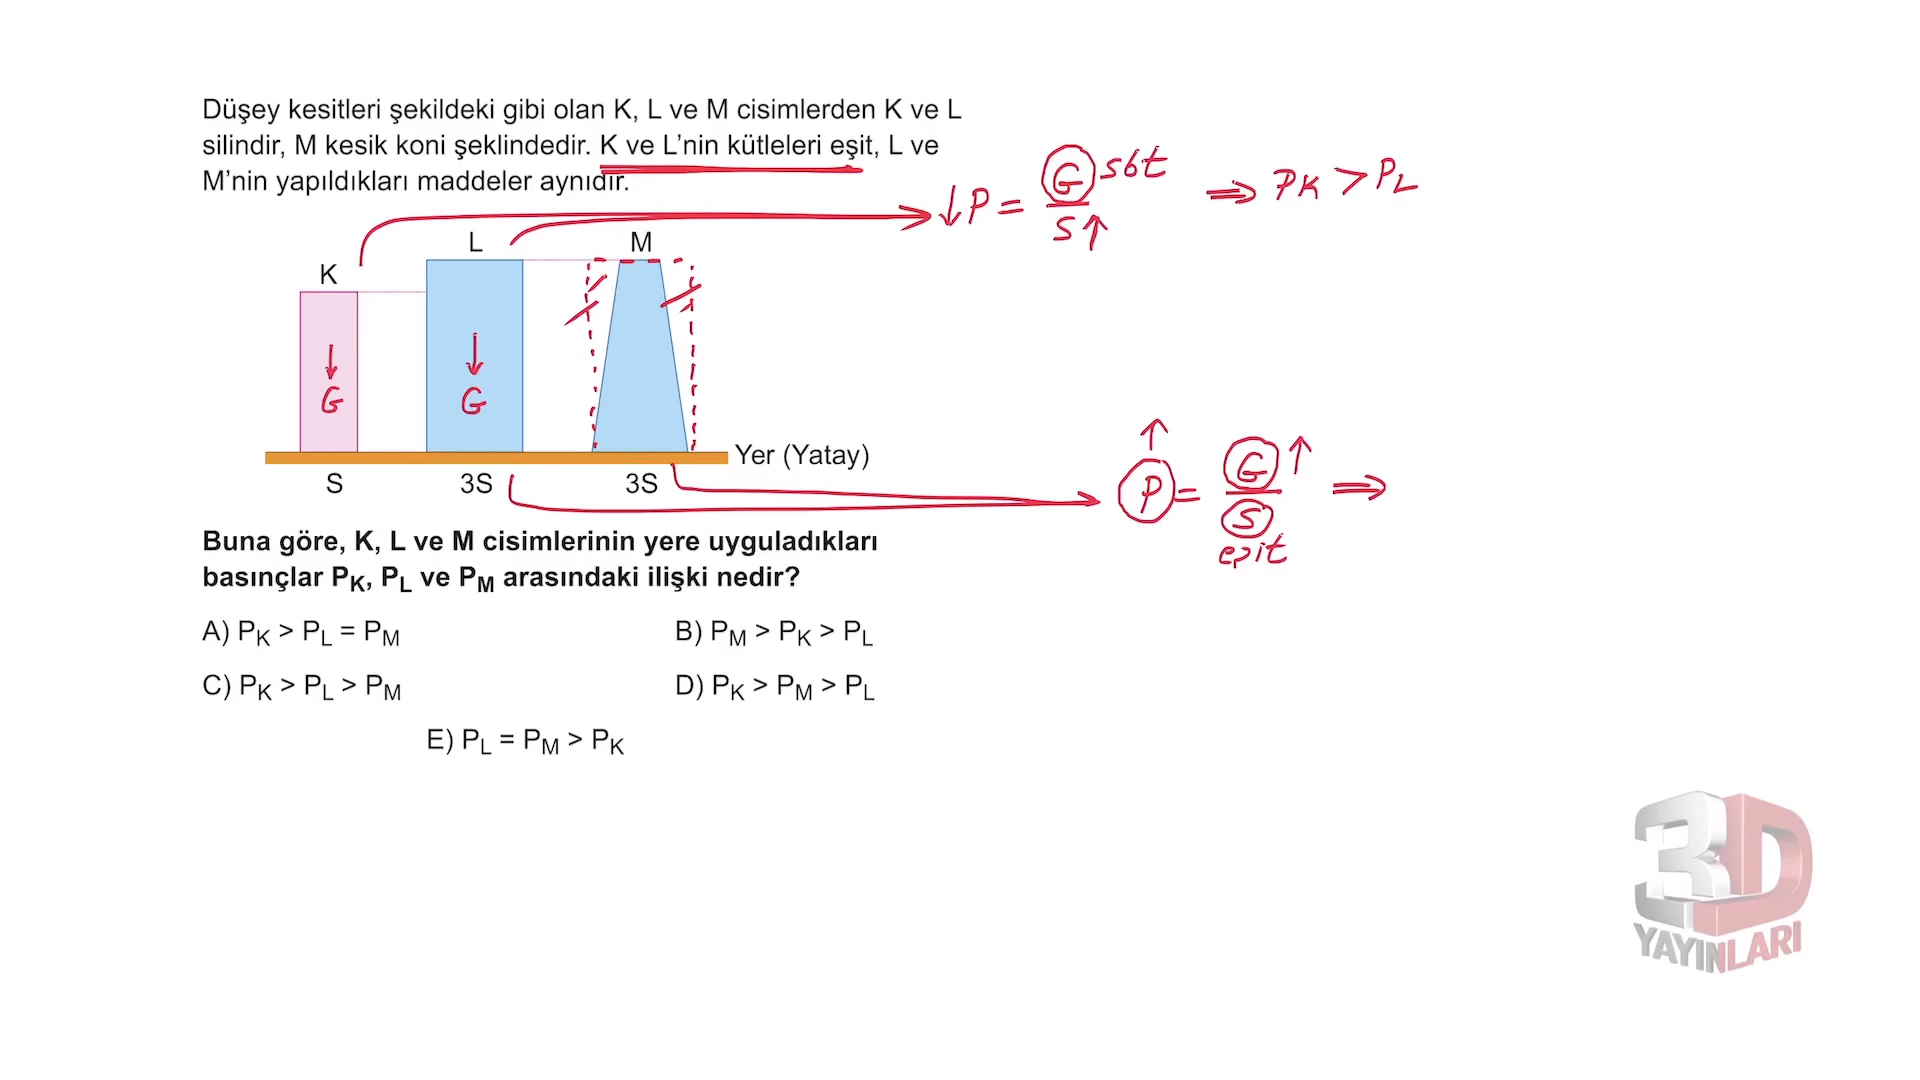 Düşey kesitleri şekildeki gibi olan K, L ve M cisimlerden K ve L
silindir, M kesik koni şeklindedir. K ve L'nin kütleleri eşit, L ve
M'nin yapıldıkları maddeler aynıdır.
↓P = G sbt / S↑ ⇒ PK > PL
K
L
M
G
G
Yer (Yatay)
S
3S
3S
↑ P = G↑ / S eşit ⇒
Buna göre, K, L ve M cisimlerinin yere uyguladıkları
basınçlar PK, PL ve PM arasındaki ilişki nedir?
A) PK > PL = PM
B) PM > PK > PL
C) PK > PL > PM
D) PK > PM > PL
E) PL = PM > PK
3D
YAYINLARI